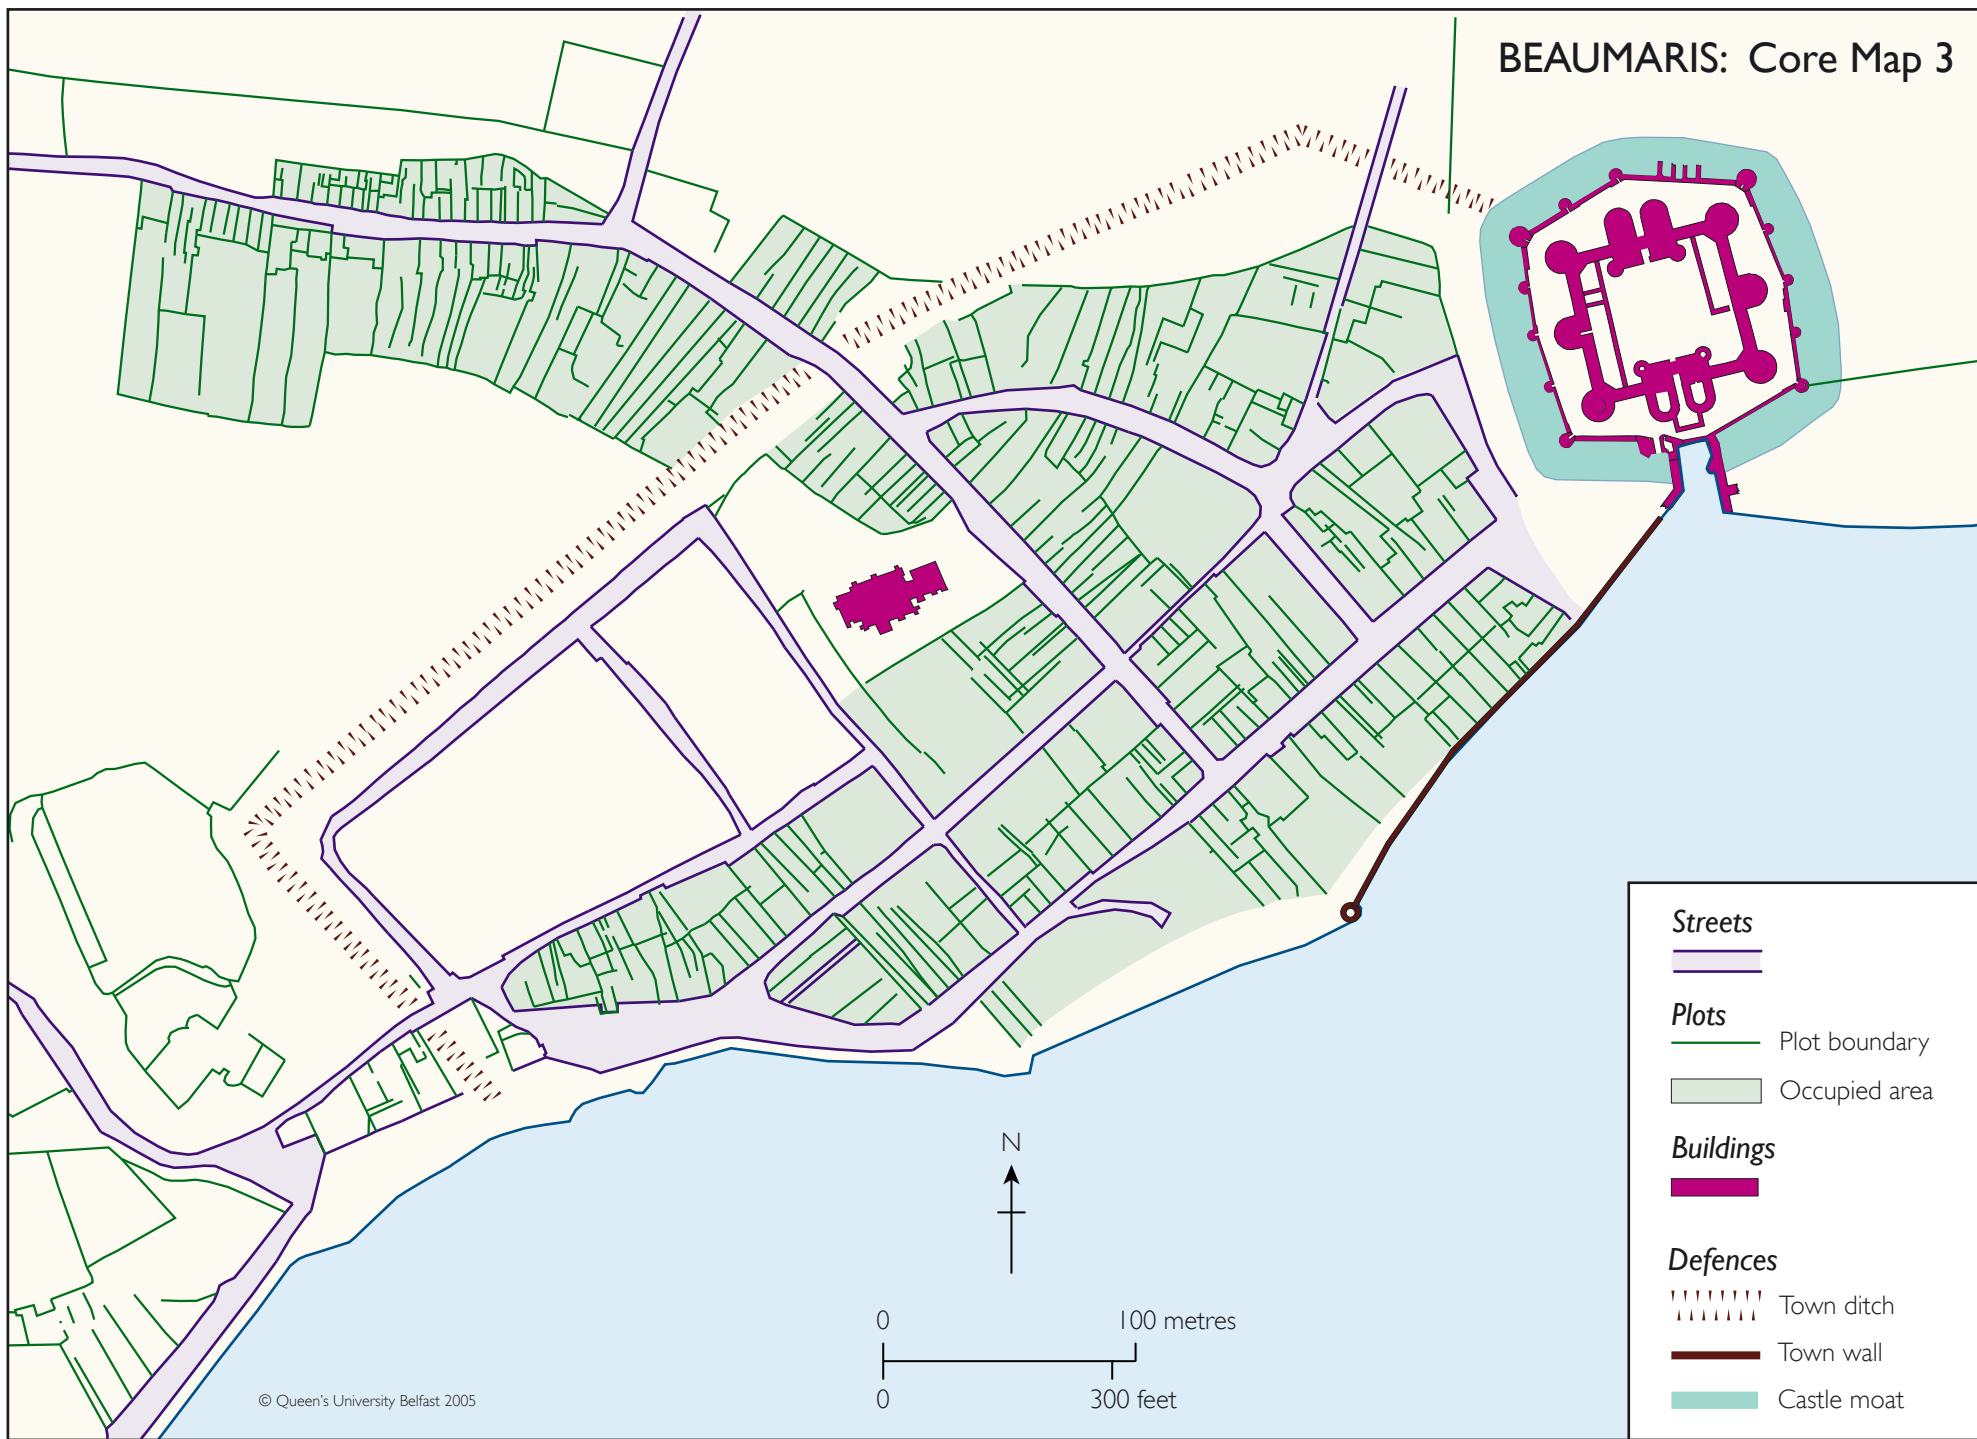 BEAUMARIS: Core Map 3
Streets
Plots
Plot boundary
Occupied area
Buildings
Defences
Town ditch
Town wall
Castle moat
N
0 100 metres
0 300 feet
© Queen's University Belfast 2005